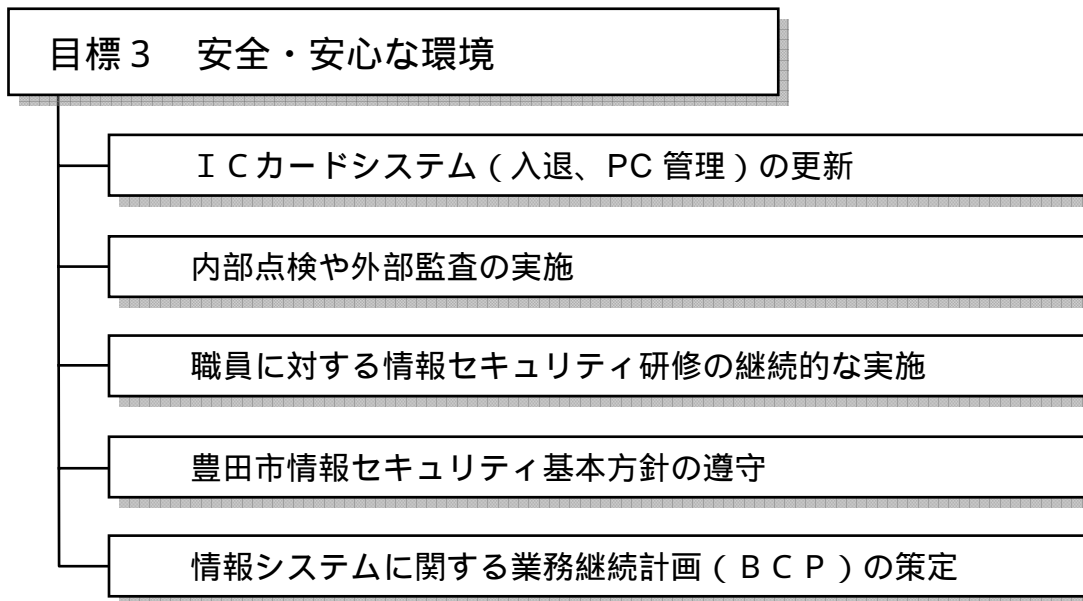 目標３　安全・安心な環境
ＩＣカードシステム（入退、PC 管理）の更新
内部点検や外部監査の実施
職員に対する情報セキュリティ研修の継続的な実施
豊田市情報セキュリティ基本方針の遵守
情報システムに関する業務継続計画（ＢＣＰ）の策定